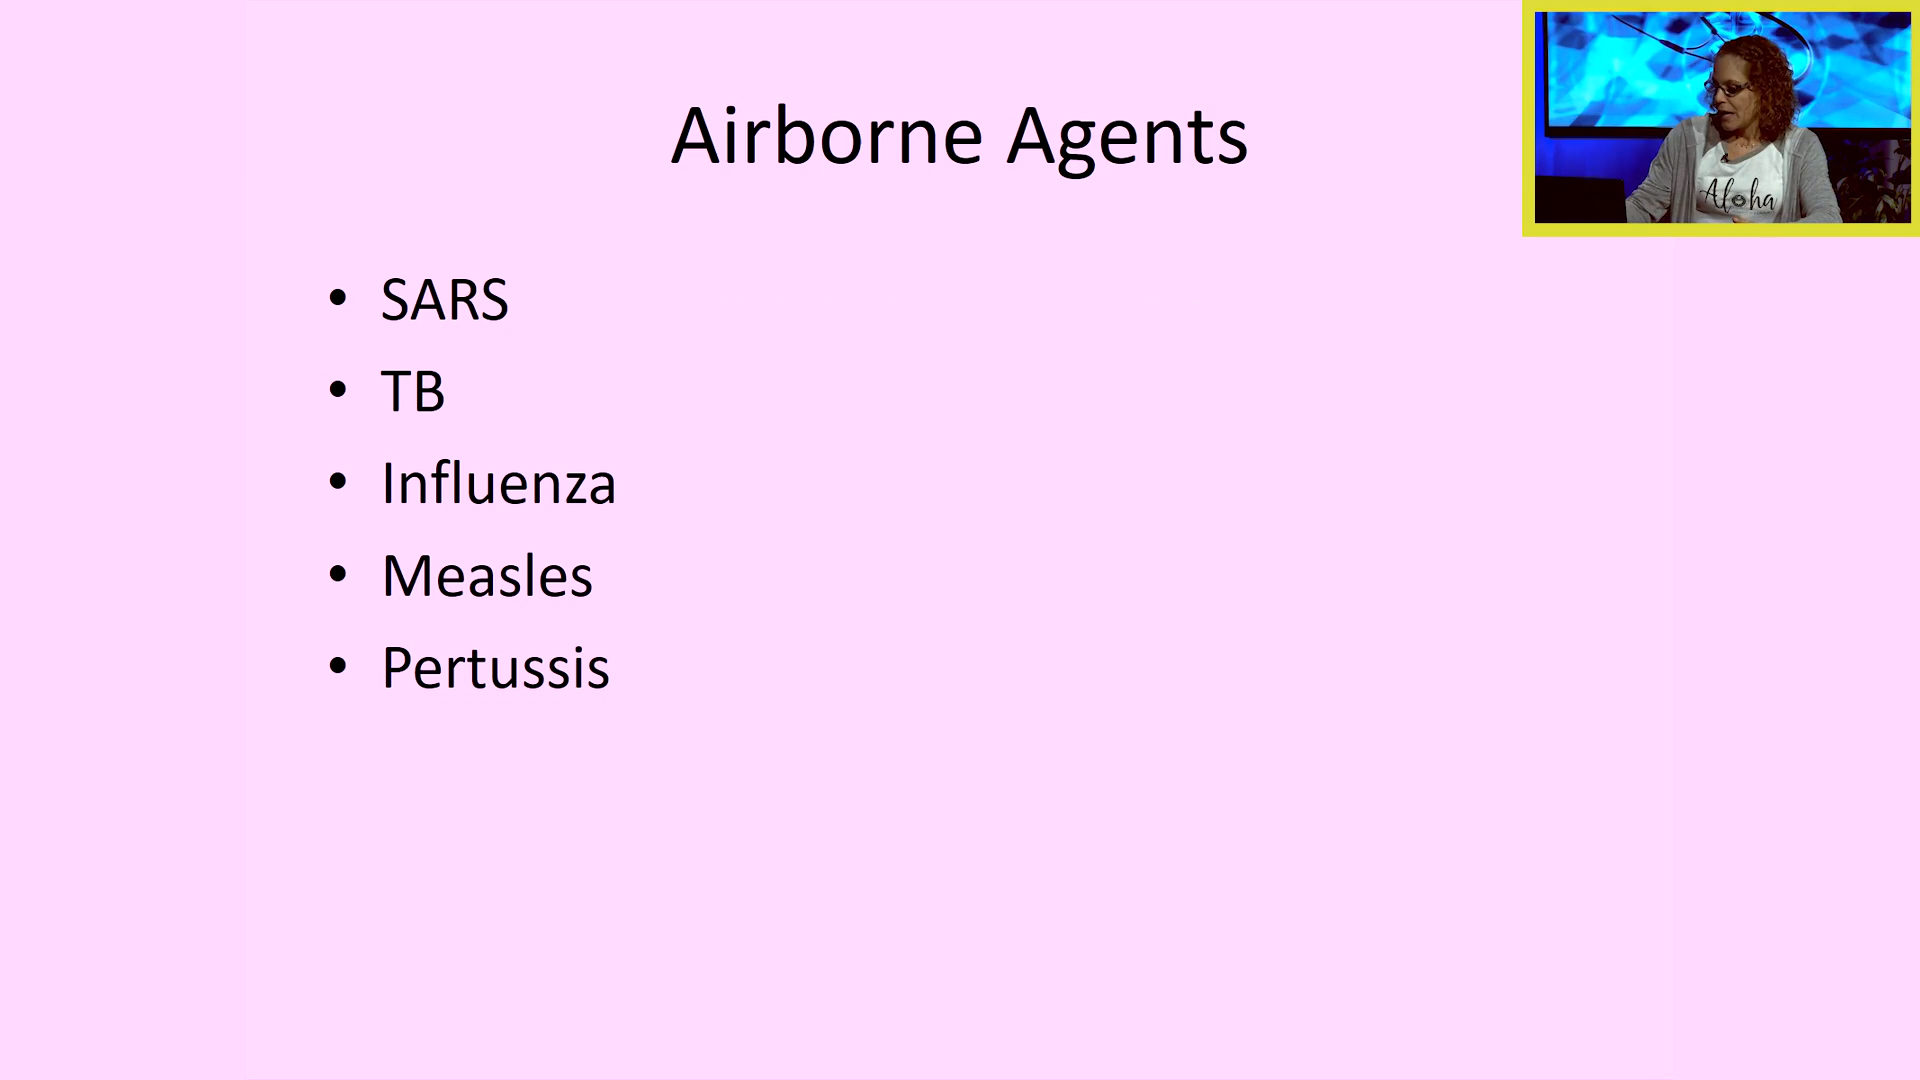 Airborne Agents
• SARS
• TB
• Influenza
• Measles
• Pertussis
Aloha